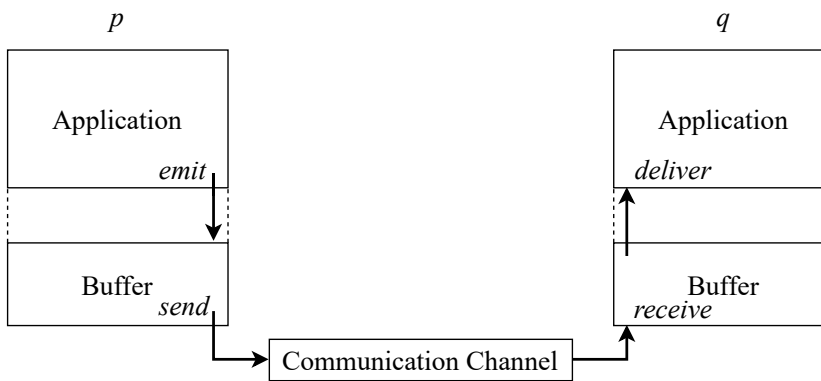 p
q
Application
Application
emit
deliver
Buffer
Buffer
send
receive
Communication Channel